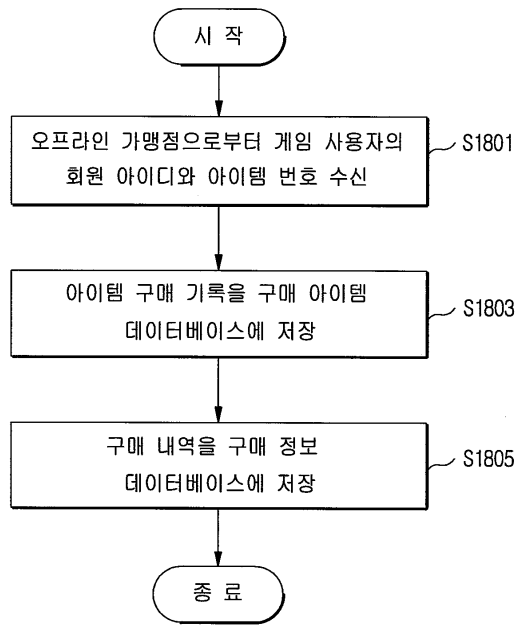 시 작
오프라인 가맹점으로부터 게임 사용자의
회원 아이디와 아이템 번호 수신
S1801
아이템 구매 기록을 구매 아이템
데이터베이스에 저장
S1803
구매 내역을 구매 정보
데이터베이스에 저장
S1805
종 료